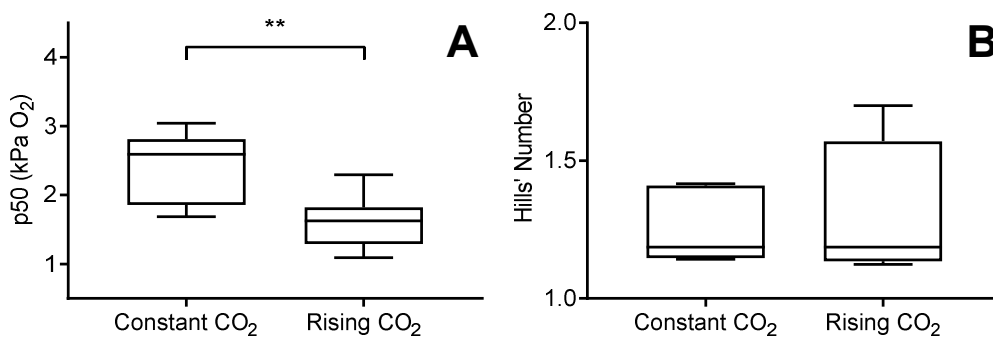 **
A
4
3
2
1
p50 (kPa O₂)
Constant CO₂
Rising CO₂
B
2.0
1.5
1.0
Hills' Number
Constant CO₂
Rising CO₂